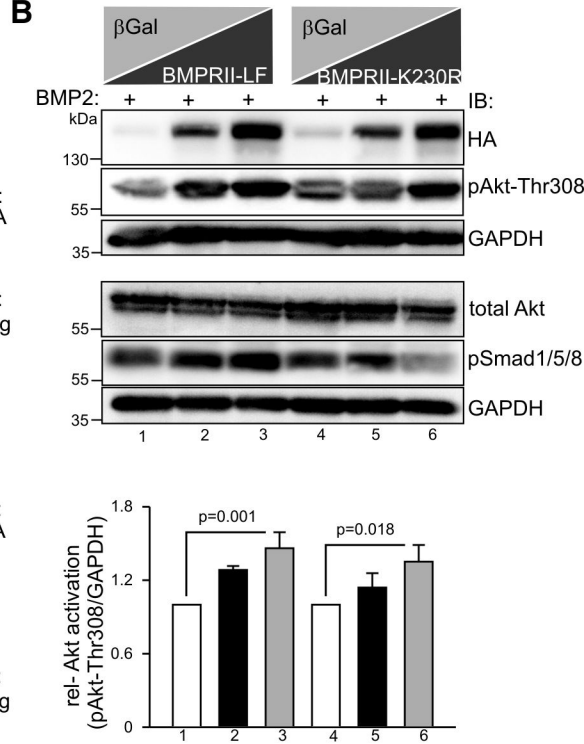 B
βGal
βGal
BMPRII-LF
BMPRII-K230R
BMP2: + + + + + + IB:
kDa
HA
130
pAkt-Thr308
55
A
GAPDH
35
total Akt
g
55
pSmad1/5/8
55
GAPDH
35
1 2 3 4 5 6
rel- Akt activation
(pAkt-Thr308/GAPDH)
1.8
p=0.001
p=0.018
A
1.2
0.6
g
0
1 2 3 4 5 6